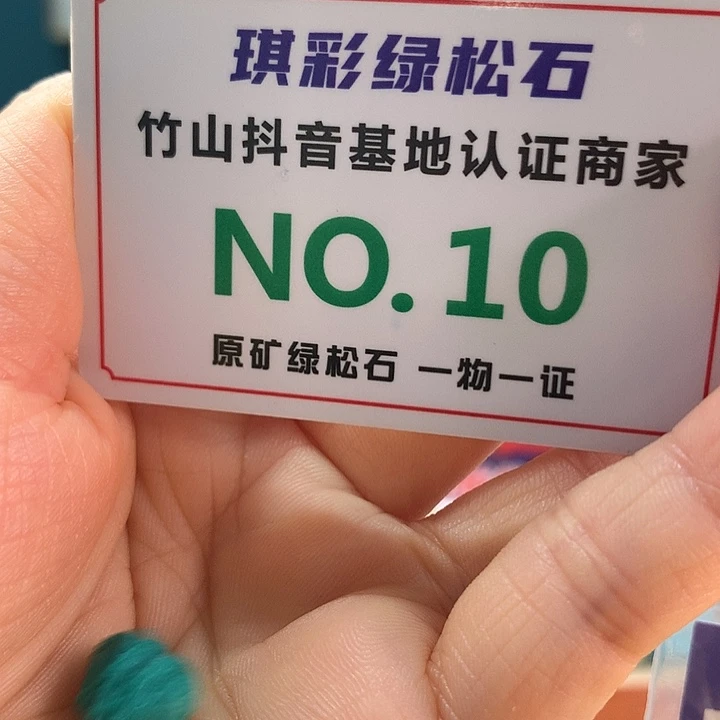 琪彩绿松石
竹山抖音基地认证商家
NO.10
原矿绿松石 一物一证